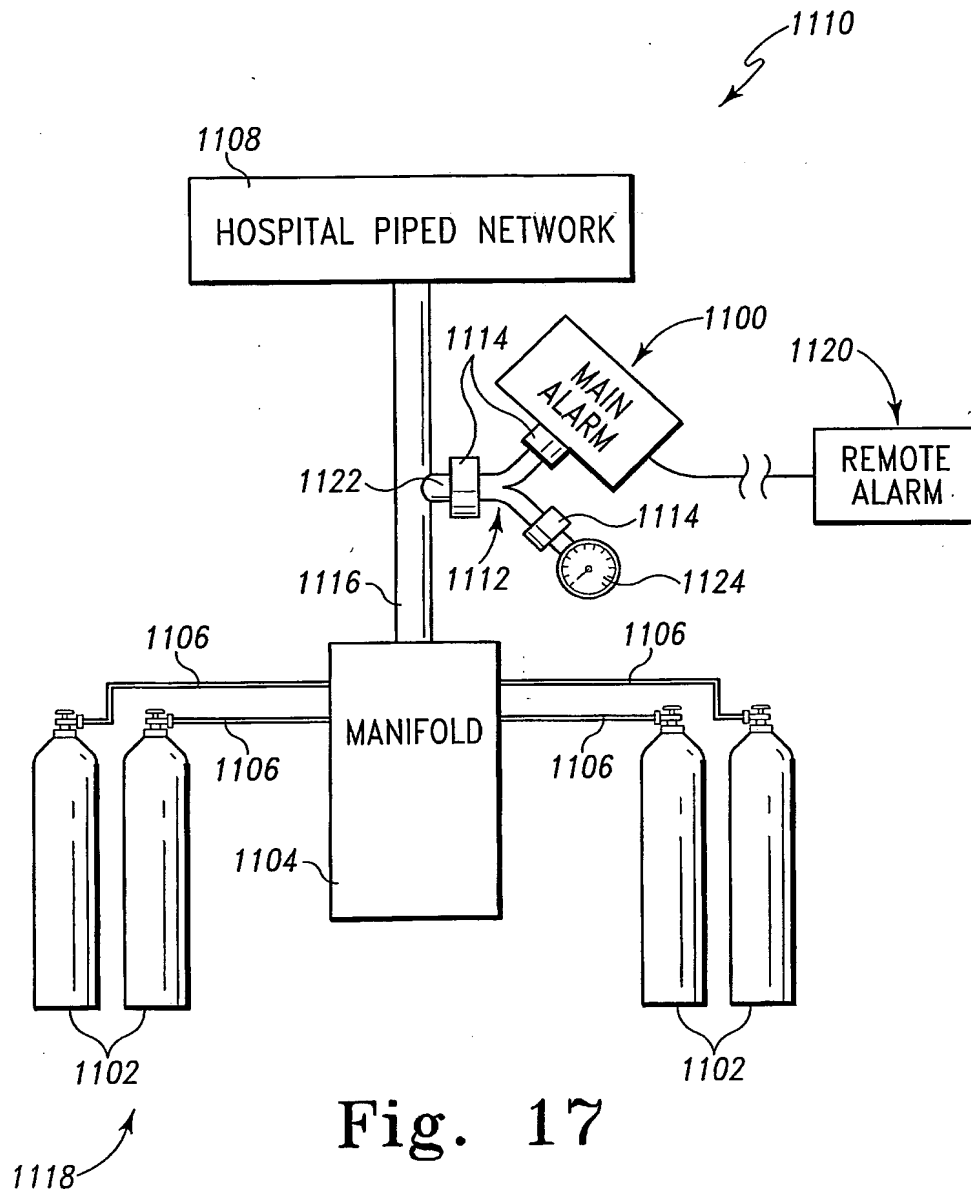 1110
1108
HOSPITAL PIPED NETWORK
1114
1100
MAIN
ALARM
1120
REMOTE
ALARM
1122
1114
1112
1124
1116
1106
1106
MANIFOLD
1106
1106
1104
1102
1102
Fig. 17
1118